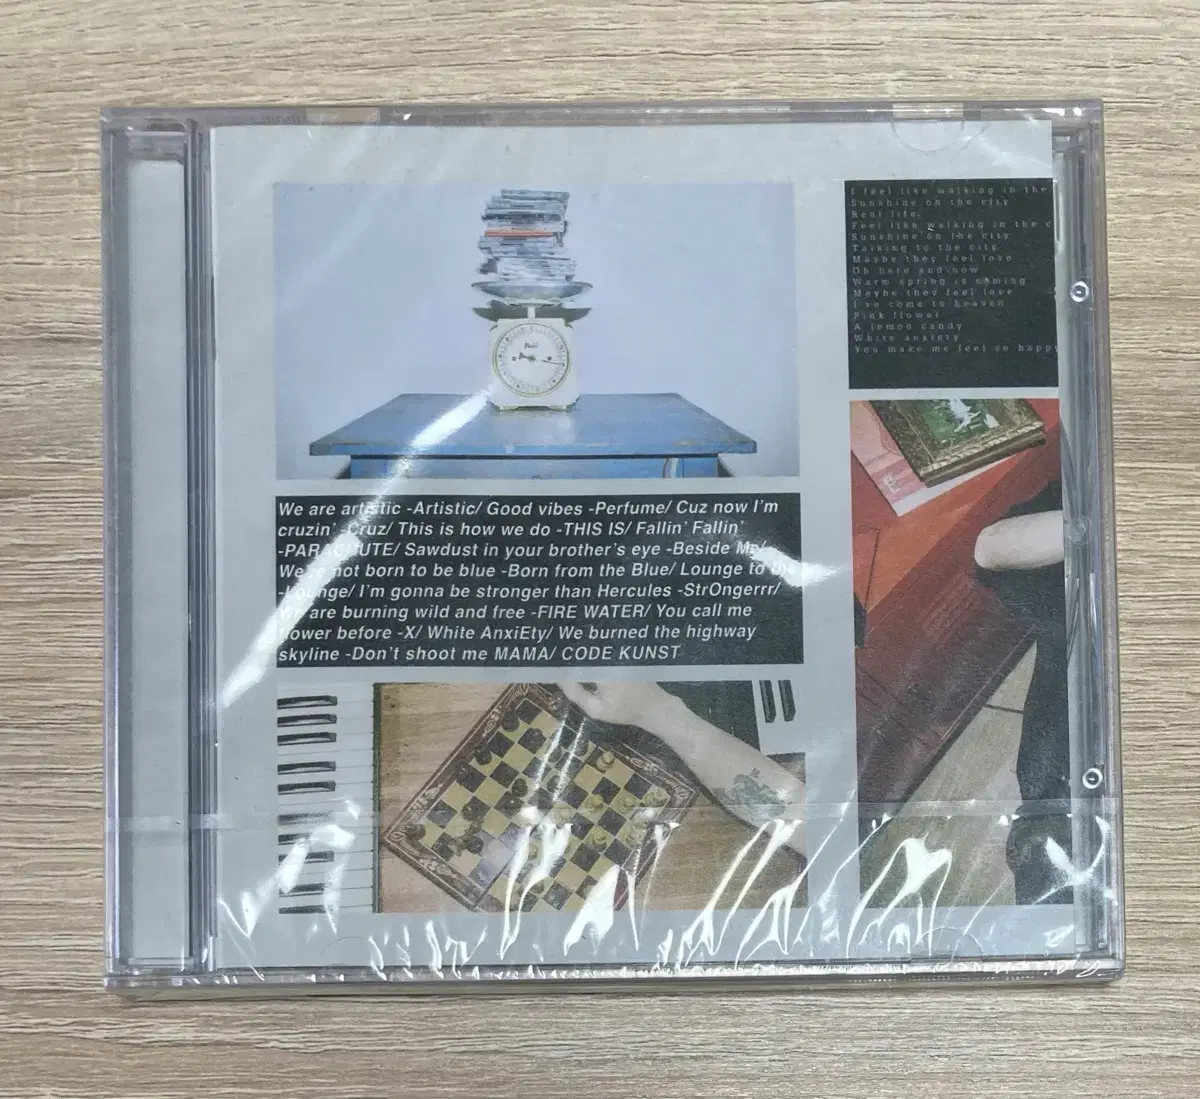 I feel like walking in the
Sunshine on the city
Real life
Feel like walking in the c
Sunshine on the city
Talking to the city
Maybe they feel love
Oh here and now
Warm spring is coming
Maybe they feel love
I've come to heaven
Pink flower
A lemon candy
White anxiety
You make me feel so happy
We are artistic -Artistic/ Good vibes -Perfume/ Cuz now I'm
cruzin' -Cruz/ This is how we do -THIS IS/ Fallin' Fallin'
-PARACHUTE/ Sawdust in your brother's eye -Beside Me/
We're not born to be blue -Born from the Blue/ Lounge to the
-Lounge/ I'm gonna be stronger than Hercules -StrOngerrr/
We are burning wild and free -FIRE WATER/ You call me
flower before -X/ White AnxiEty/ We burned the highway
skyline -Don't shoot me MAMA/ CODE KUNST